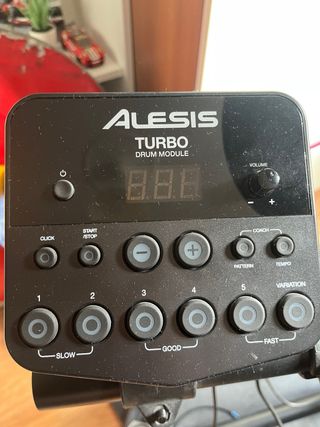 ALESIS
TURBO
DRUM MODULE
VOLUME
- +
CLICK
START
/STOP
COACH
PATTERN TEMPO
1 2 3 4 5 VARIATION
SLOW GOOD FAST